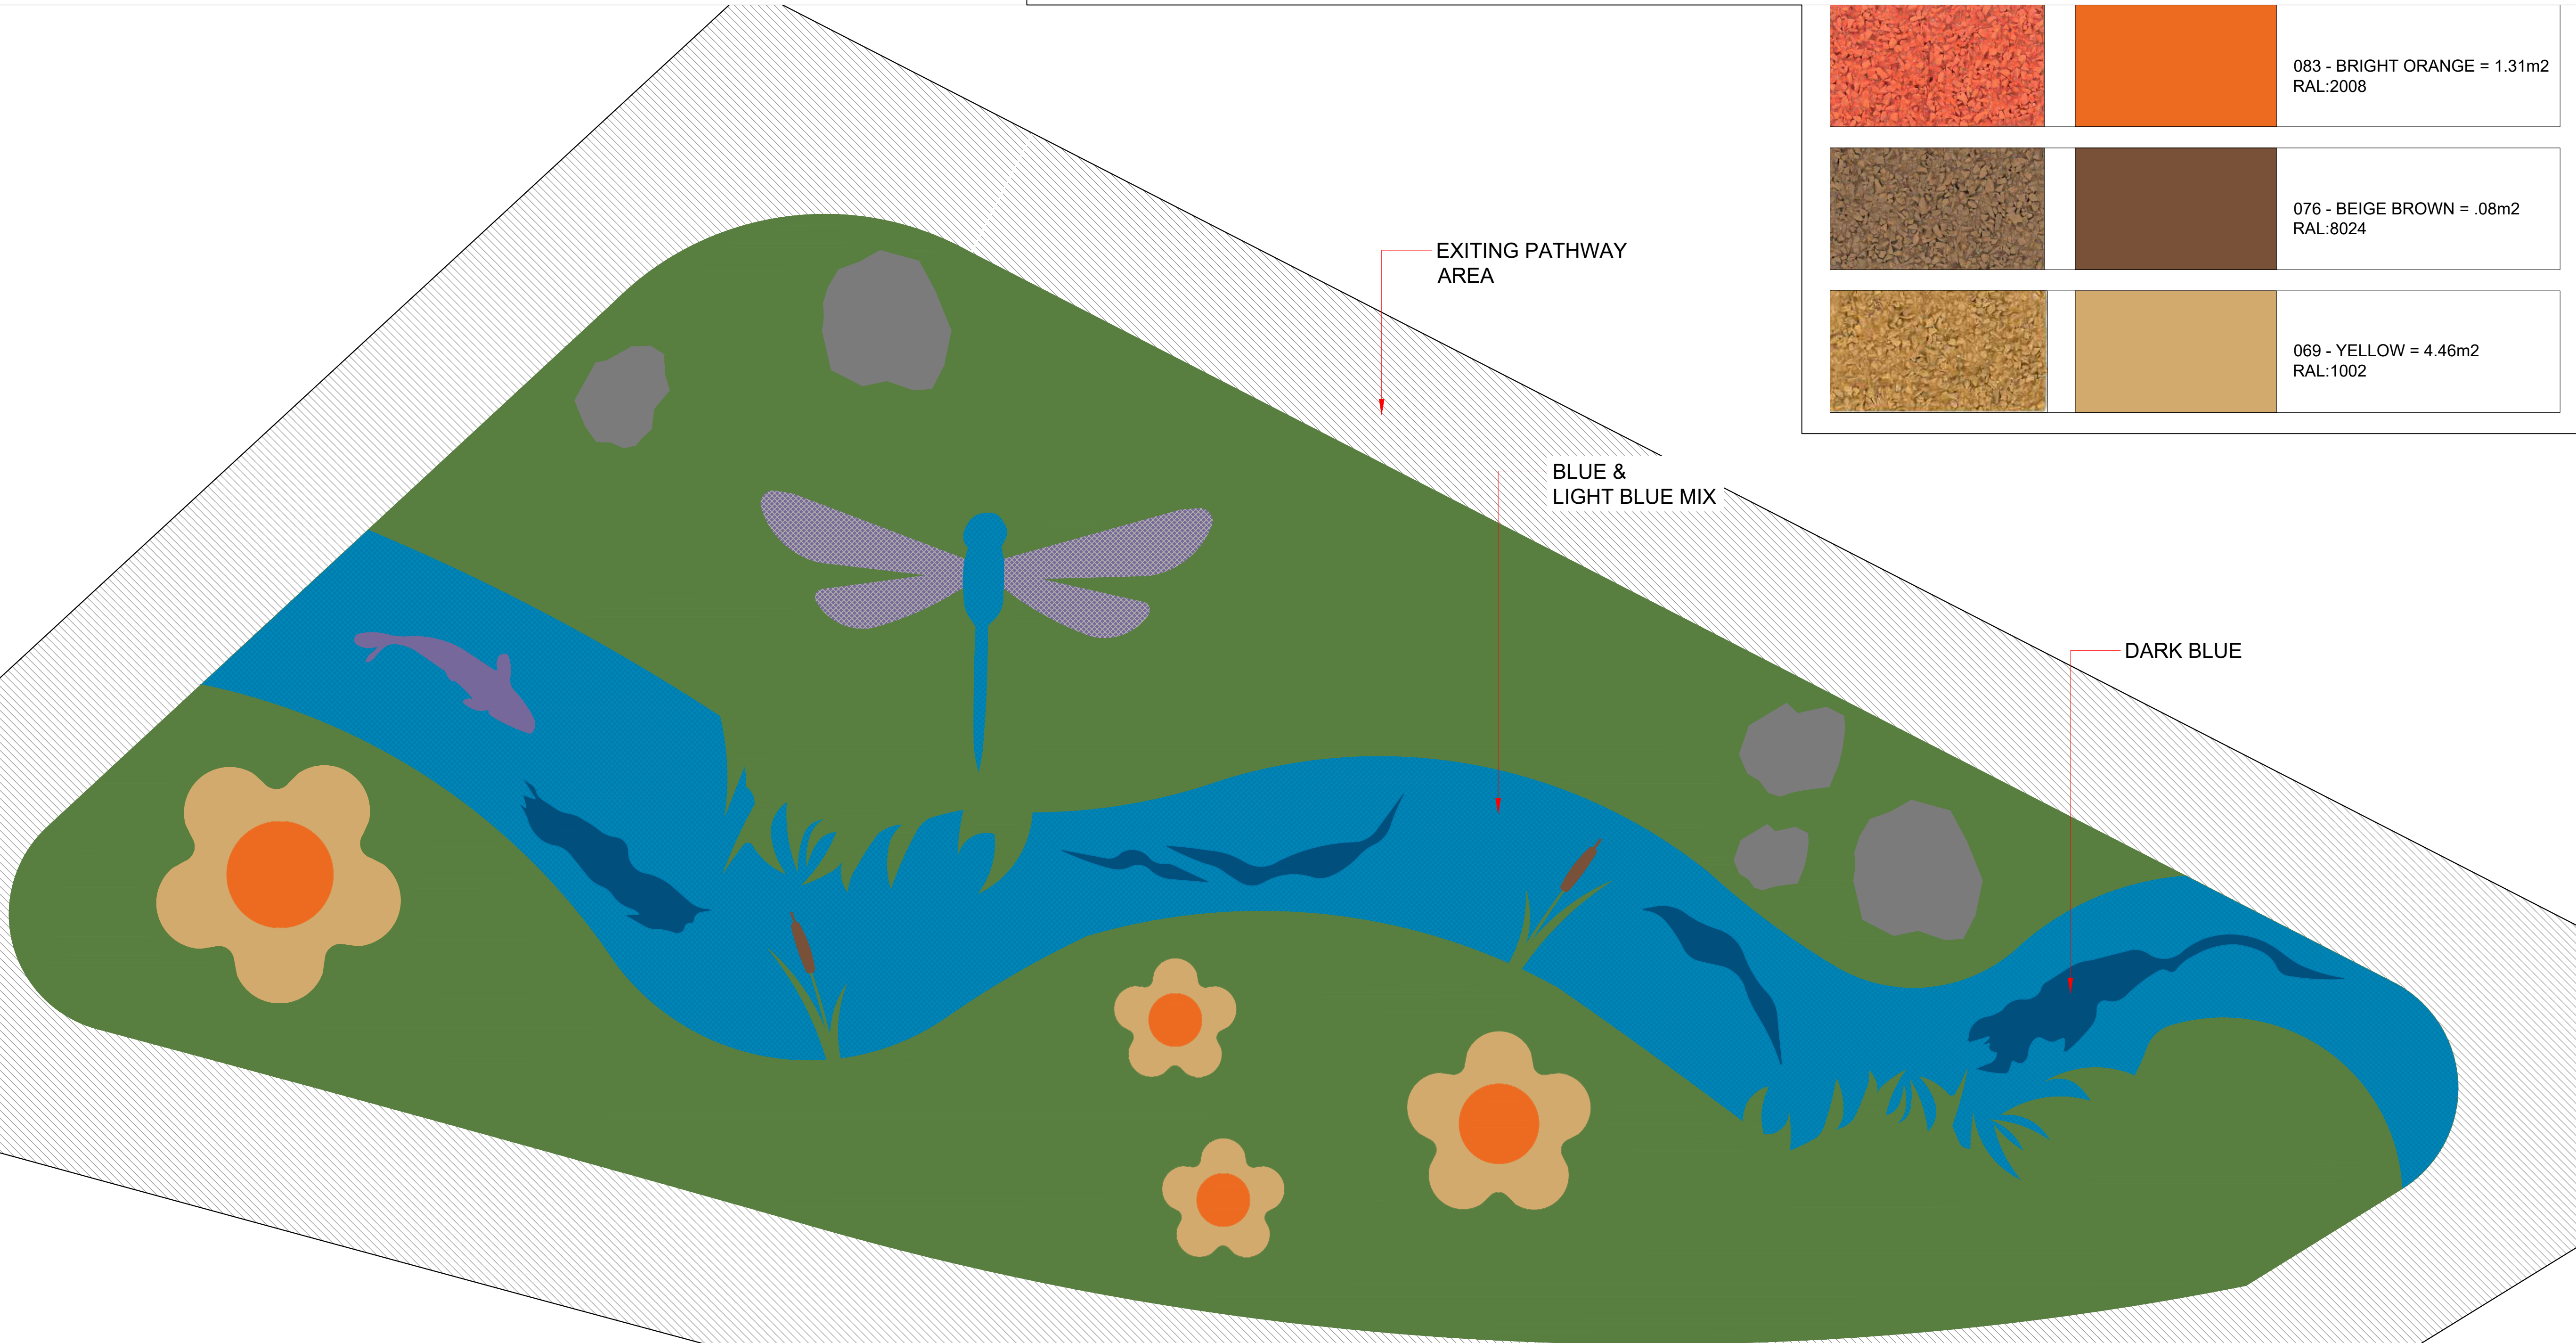 083 - BRIGHT ORANGE = 1.31m2
RAL:2008
076 - BEIGE BROWN = .08m2
RAL:8024
069 - YELLOW = 4.46m2
RAL:1002
EXITING PATHWAY
AREA
BLUE &
LIGHT BLUE MIX
DARK BLUE